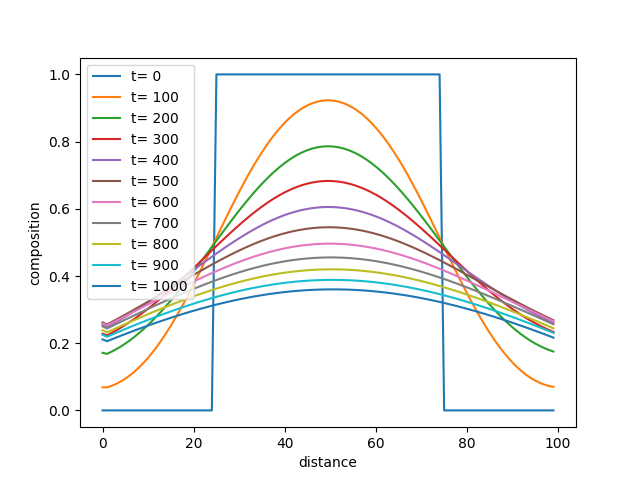 1.0
0.8
0.6
0.4
0.2
0.0
composition
t= 0
t= 100
t= 200
t= 300
t= 400
t= 500
t= 600
t= 700
t= 800
t= 900
t= 1000
0 20 40 60 80 100
distance